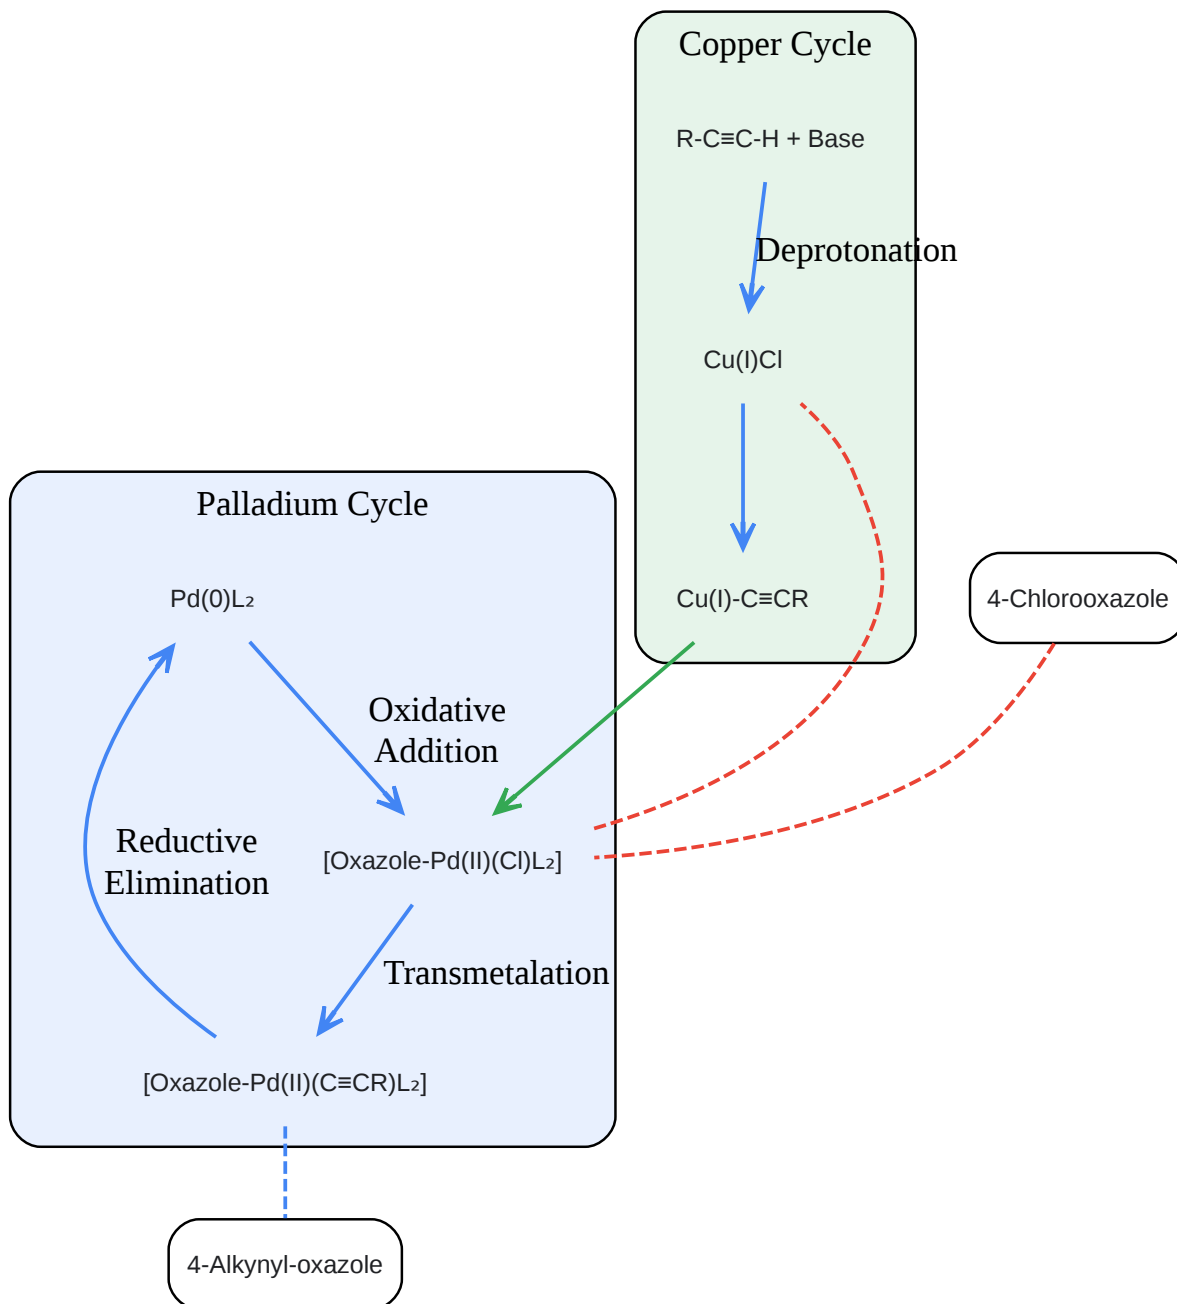 Copper Cycle
R-C≡C-H + Base
Deprotonation
Cu(I)Cl
Cu(I)-C≡CR
4-Chlorooxazole
Palladium Cycle
Pd(0)L₂
Oxidative
Addition
Reductive
Elimination
[Oxazole-Pd(II)(Cl)L₂]
Transmetalation
[Oxazole-Pd(II)(C≡CR)L₂]
4-Alkynyl-oxazole